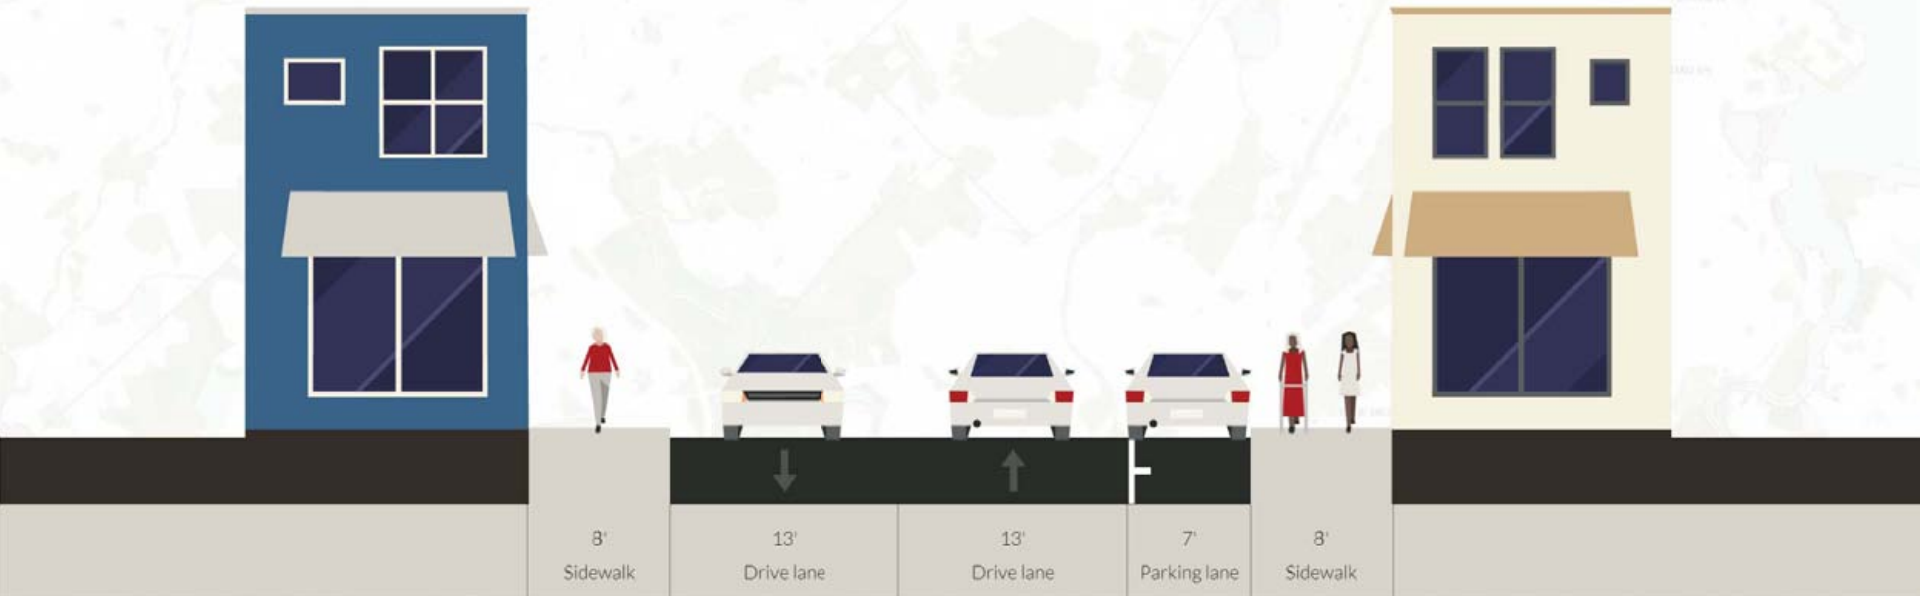 8' 13' 13' 7' 8'
Sidewalk Drive lane Drive lane Parking lane Sidewalk